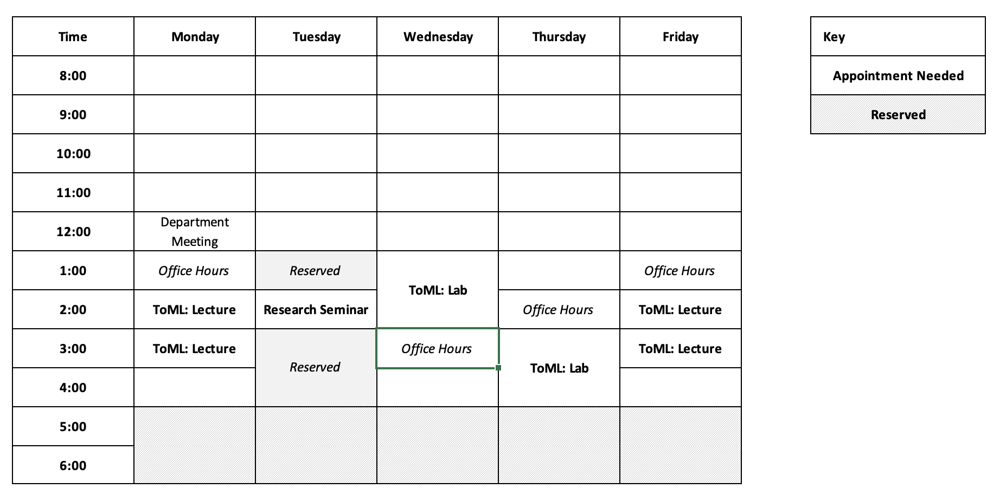 Time Monday Tuesday Wednesday Thursday Friday
8:00
9:00
10:00
11:00
12:00 Department
Meeting
1:00 Office Hours Reserved Office Hours
ToML: Lab
2:00 ToML: Lecture Research Seminar Office Hours ToML: Lecture
3:00 ToML: Lecture Office Hours ToML: Lecture
Reserved ToML: Lab
4:00
5:00
6:00
Key
Appointment Needed
Reserved